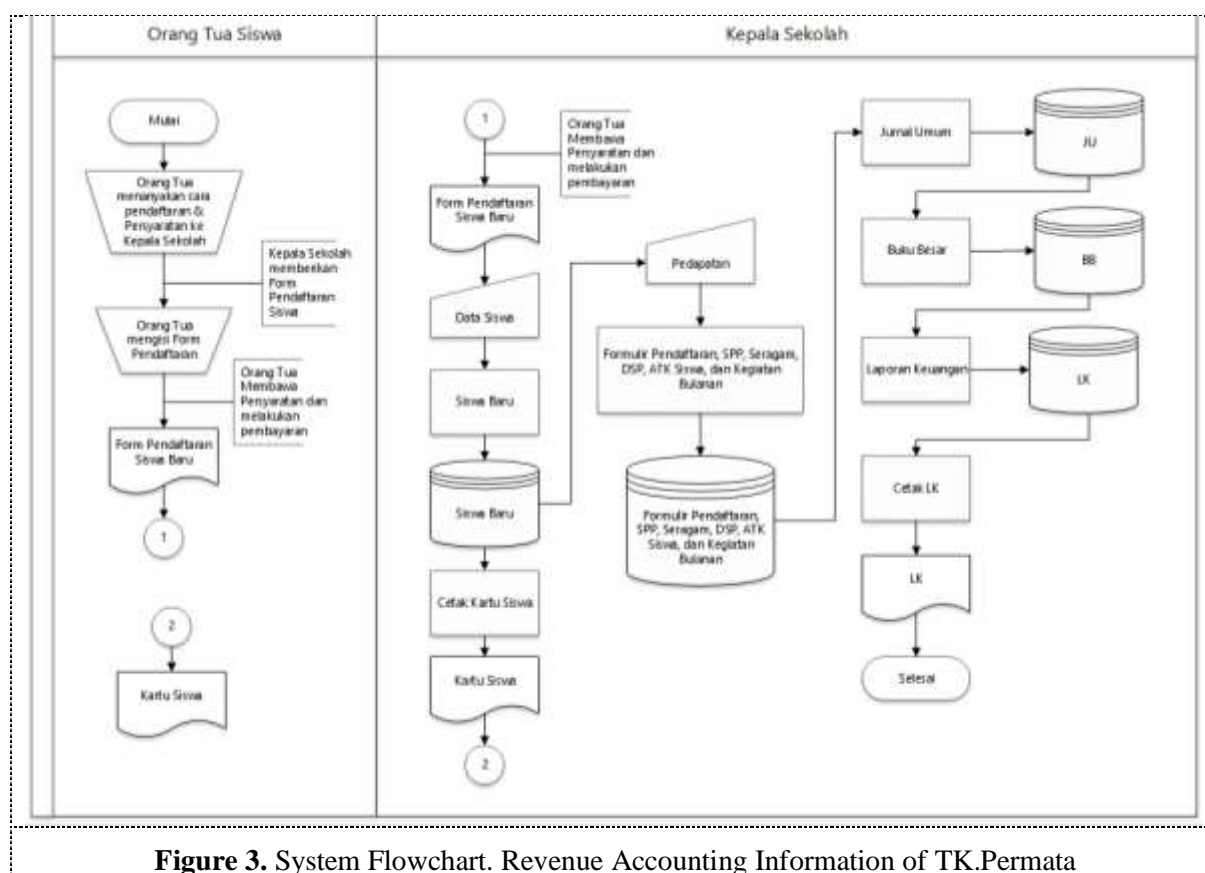 Orang Tua Siswa
Kepala Sekolah
Mulai
Orang Tua
menanyakan cara
pendaftaran &
Persyaratan ke
Kepala Sekolah
Kepala Sekolah
memberikan
Form
Pendaftaran
Siswa
Orang Tua
mengisi Form
Pendaftaran
Orang Tua
Membawa
Persyaratan dan
melakukan
pembayaran
Form Pendaftaran
Siswa Baru
1
2
Kartu Siswa
1
Orang Tua
Membawa
Persyaratan dan
melakukan
pembayaran
Form Pendaftaran
Siswa Baru
Data Siswa
Siswa Baru
Siswa Baru
Cetak Kartu Siswa
Kartu Siswa
2
Pedapatan
Formulir Pendaftaran, SPP, Seragam,
DSP, ATK Siswa, dan Kegiatan
Bulanan
Formulir Pendaftaran,
SPP, Seragam, DSP, ATK
Siswa, dan Kegiatan
Bulanan
Jurnal Umum
JU
Buku Besar
BB
Laporan Keuangan
LK
Cetak LK
LK
Selesai
Figure 3. System Flowchart. Revenue Accounting Information of TK.Permata